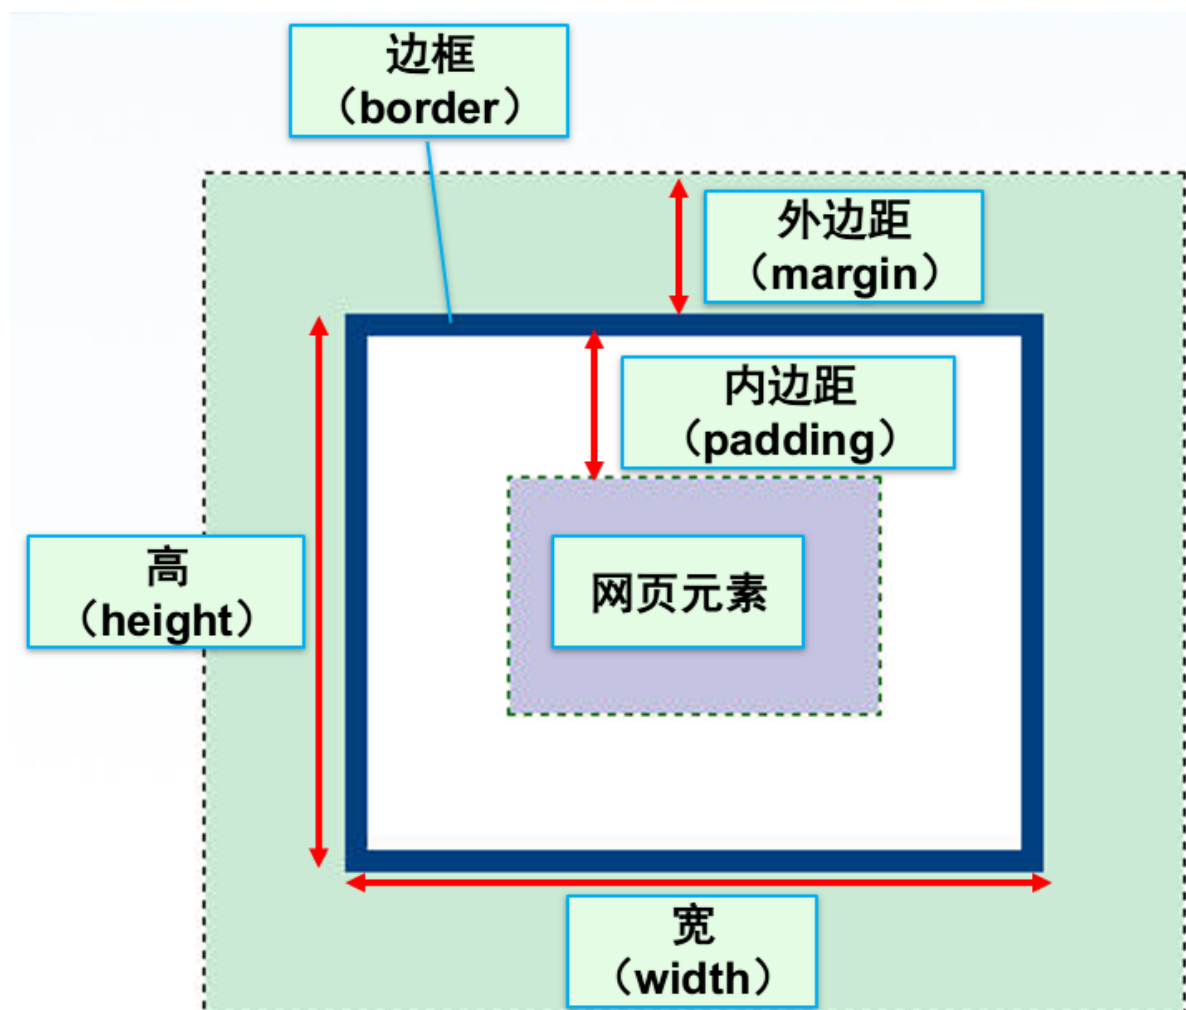 边框
（border）
外边距
（margin）
内边距
（padding）
高
（height）
网页元素
宽
（width）